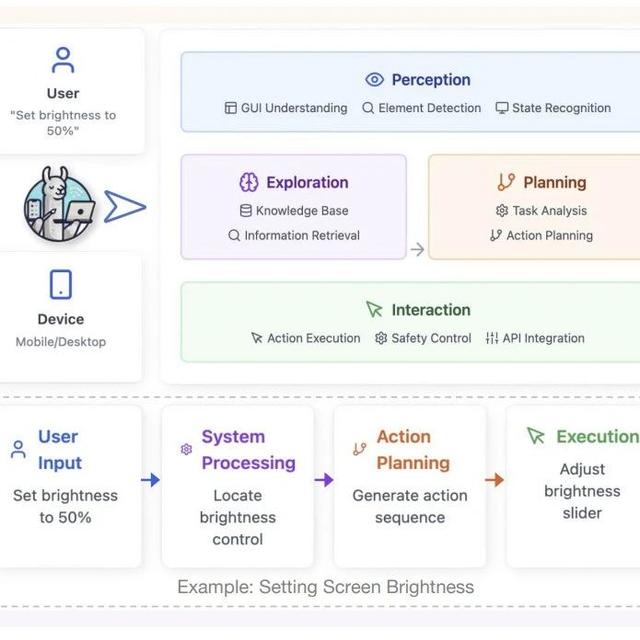 User
"Set brightness to
50%"
Device
Mobile/Desktop
Perception
GUI Understanding Element Detection State Recognition
Exploration
Knowledge Base
Information Retrieval
Planning
Task Analysis
Action Planning
Interaction
Action Execution Safety Control API Integration
User
Input
Set brightness
to 50%
System
Processing
Locate
brightness
control
Action
Planning
Generate action
sequence
Execution
Adjust
brightness
slider
Example: Setting Screen Brightness